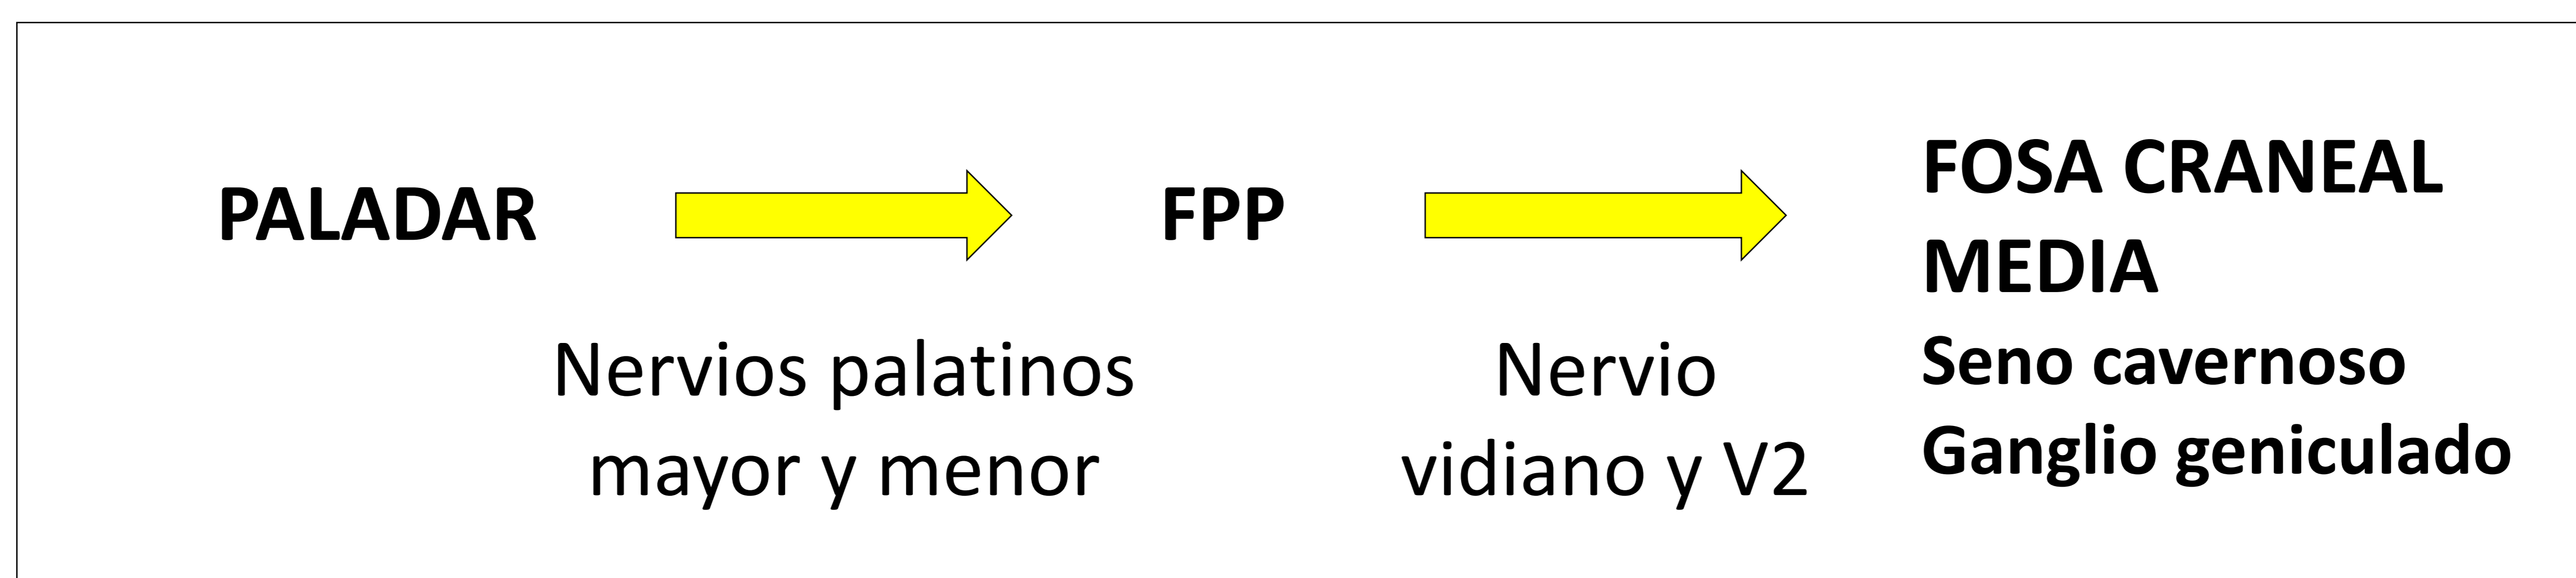 PALADAR
FPP
FOSA CRANEAL
MEDIA
Nervios palatinos
mayor y menor
Nervio
vidiano y V2
Seno cavernoso
Ganglio geniculado